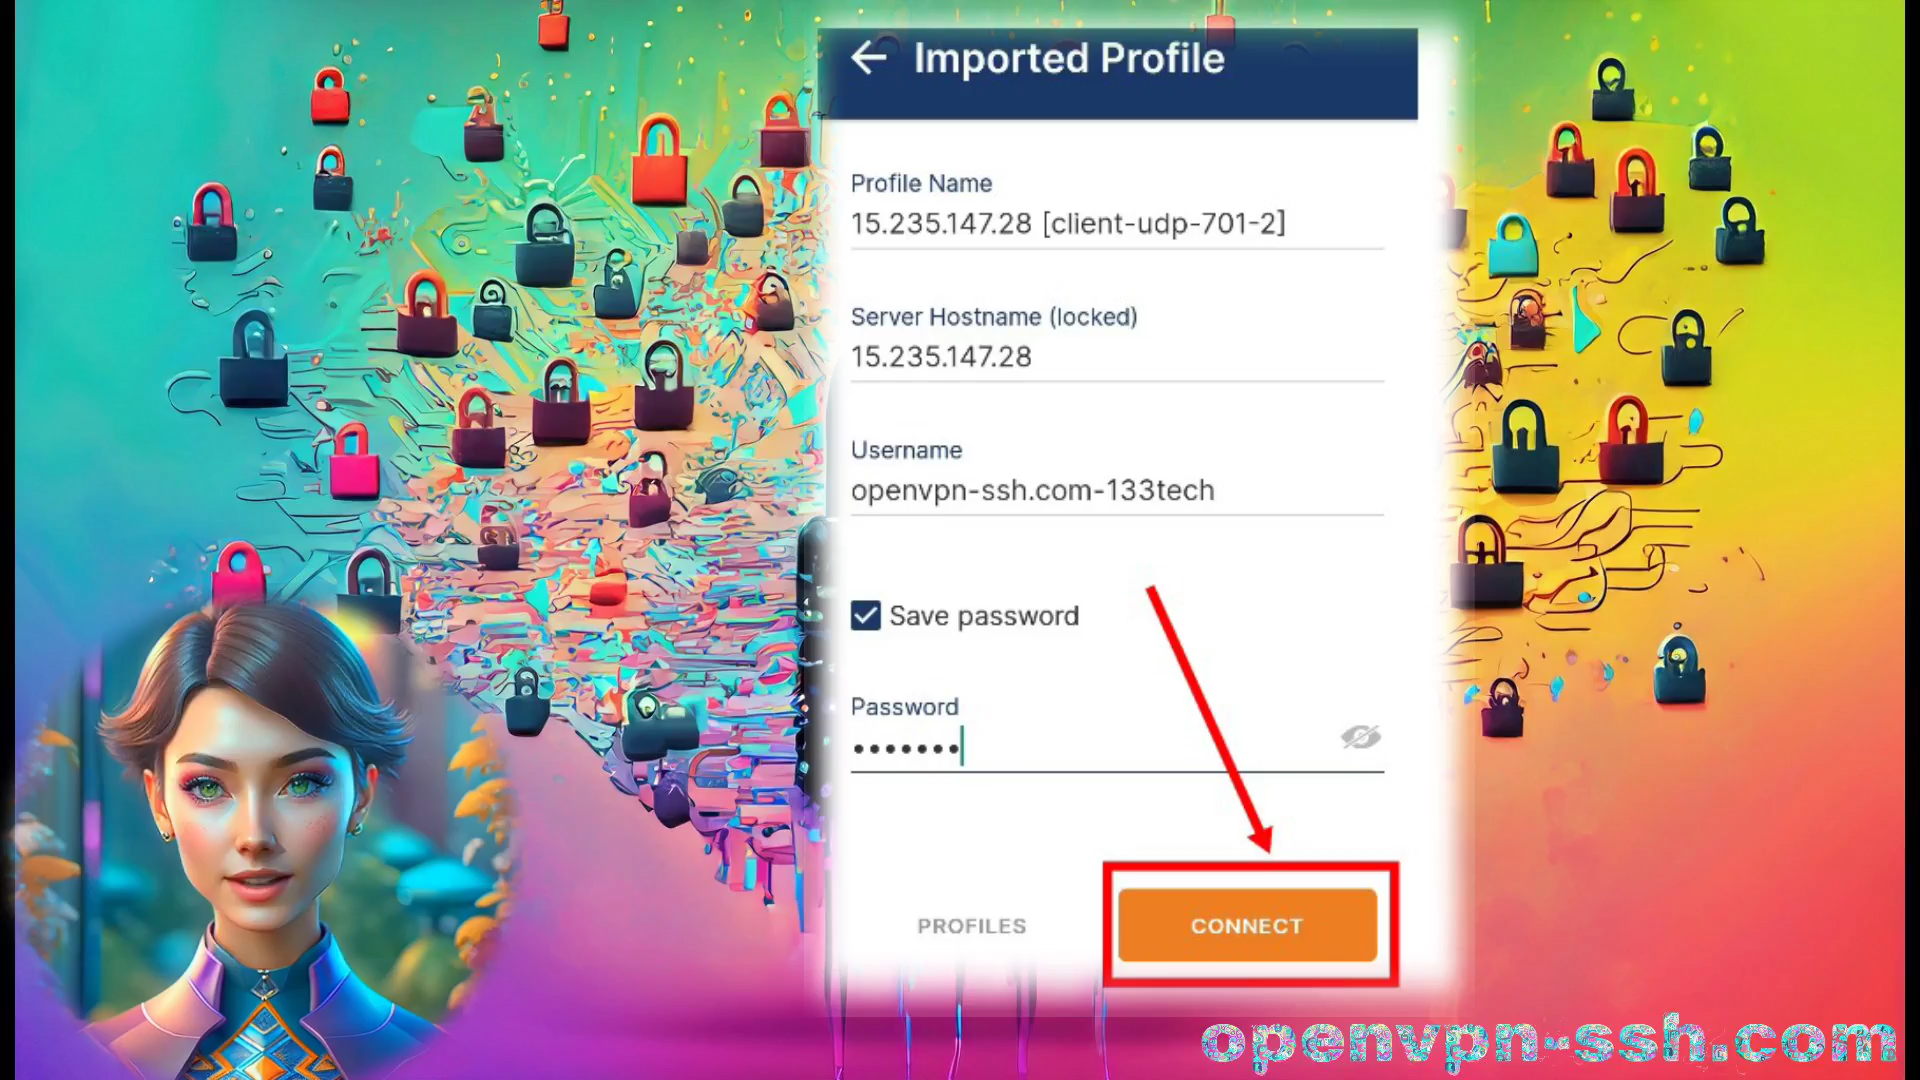 Imported Profile
Profile Name
15.235.147.28 [client-udp-701-2]
Server Hostname (locked)
15.235.147.28
Username
openvpn-ssh.com-133tech
Save password
Password
•••••••
PROFILES
CONNECT
openvpn-ssh.com